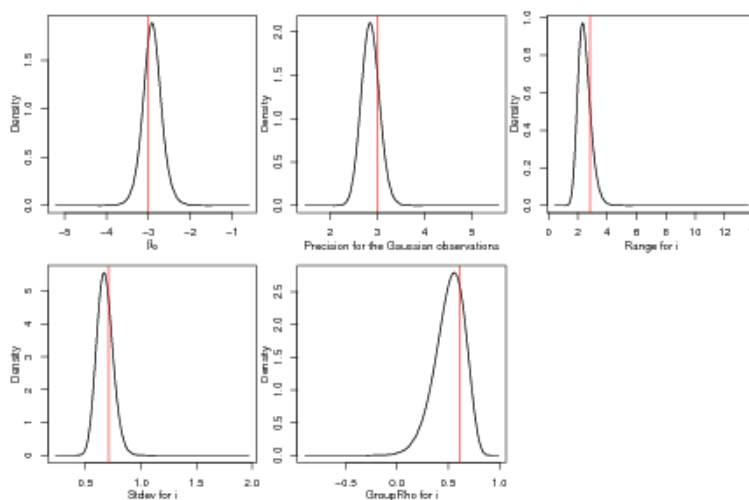 Density
0.0 0.5 1.0 1.5
−5 −4 −3 −2 −1
β₀
Density
0.0 0.5 1.0 1.5 2.0
2 3 4 5
Precision for the Gaussian observations
Density
0.0 0.2 0.4 0.6 0.8 1.0
0 2 4 6 8 10 12
Range for i
Density
0 1 2 3 4 5
0.5 1.0 1.5 2.0
Stdev for i
Density
0.0 0.5 1.0 1.5 2.0 2.5
−0.5 0.0 0.5 1.0
GroupRho for i